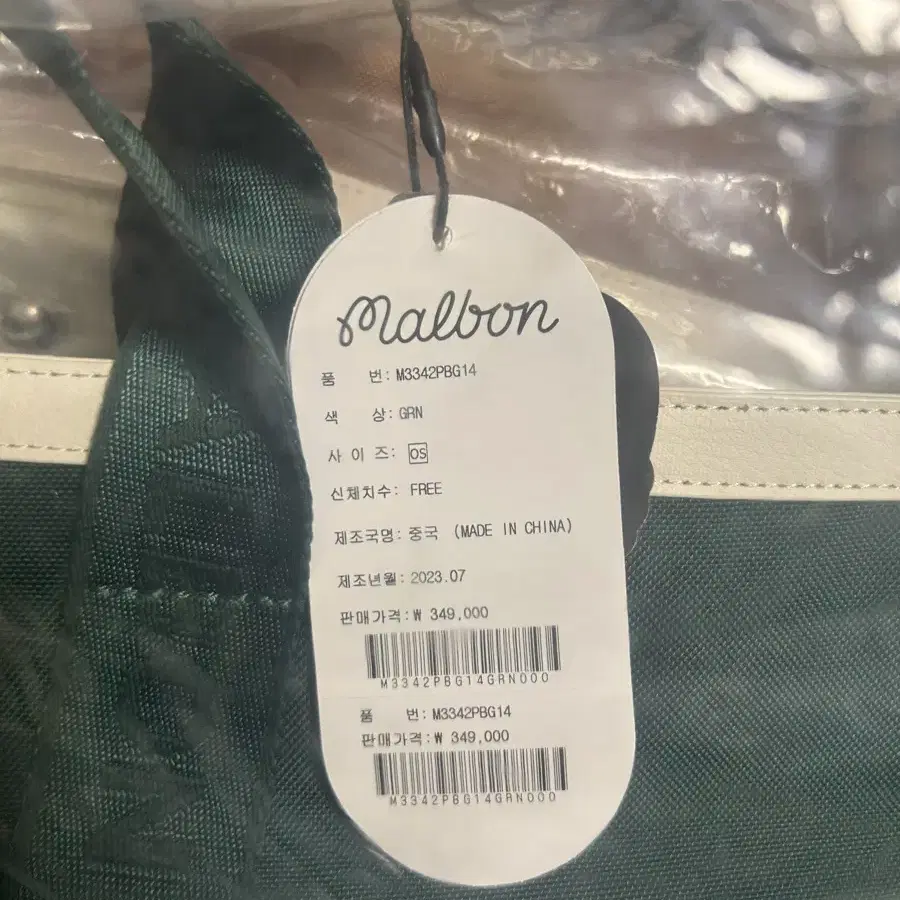 Malbon
품 번: M3342PBG14
색 상: GRN
사 이 즈: OS
신체치수: FREE
제조국명: 중국 (MADE IN CHINA)
제조년월: 2023.07
판매가격:₩ 349,000
M3342PBG14GRN000
품 번: M3342PBG14
판매가격:₩ 349,000
M3342PBG14GRN000